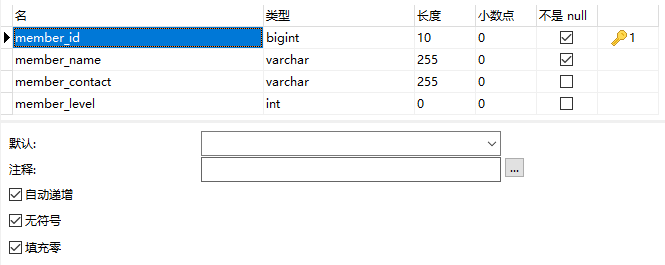 名 类型 长度 小数点 不是 null
member_id bigint 10 0 1
member_name varchar 255 0
member_contact varchar 255 0
member_level int 0 0
默认:
注释: ...
自动递增
无符号
填充零